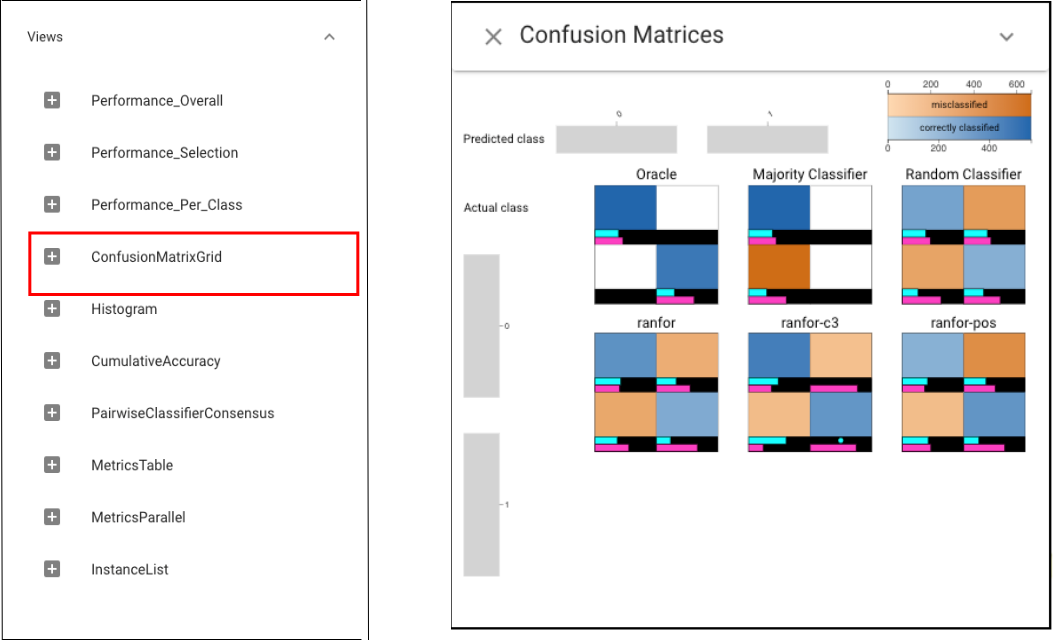 Views
Performance_Overall
Performance_Selection
Performance_Per_Class
ConfusionMatrixGrid
Histogram
CumulativeAccuracy
PairwiseClassifierConsensus
MetricsTable
MetricsParallel
InstanceList
Confusion Matrices
0 200 400 600
misclassified
correctly classified
0 200 400
0 1
Predicted class
Actual class
Oracle Majority Classifier Random Classifier
0
ranfor ranfor-c3 ranfor-pos
1